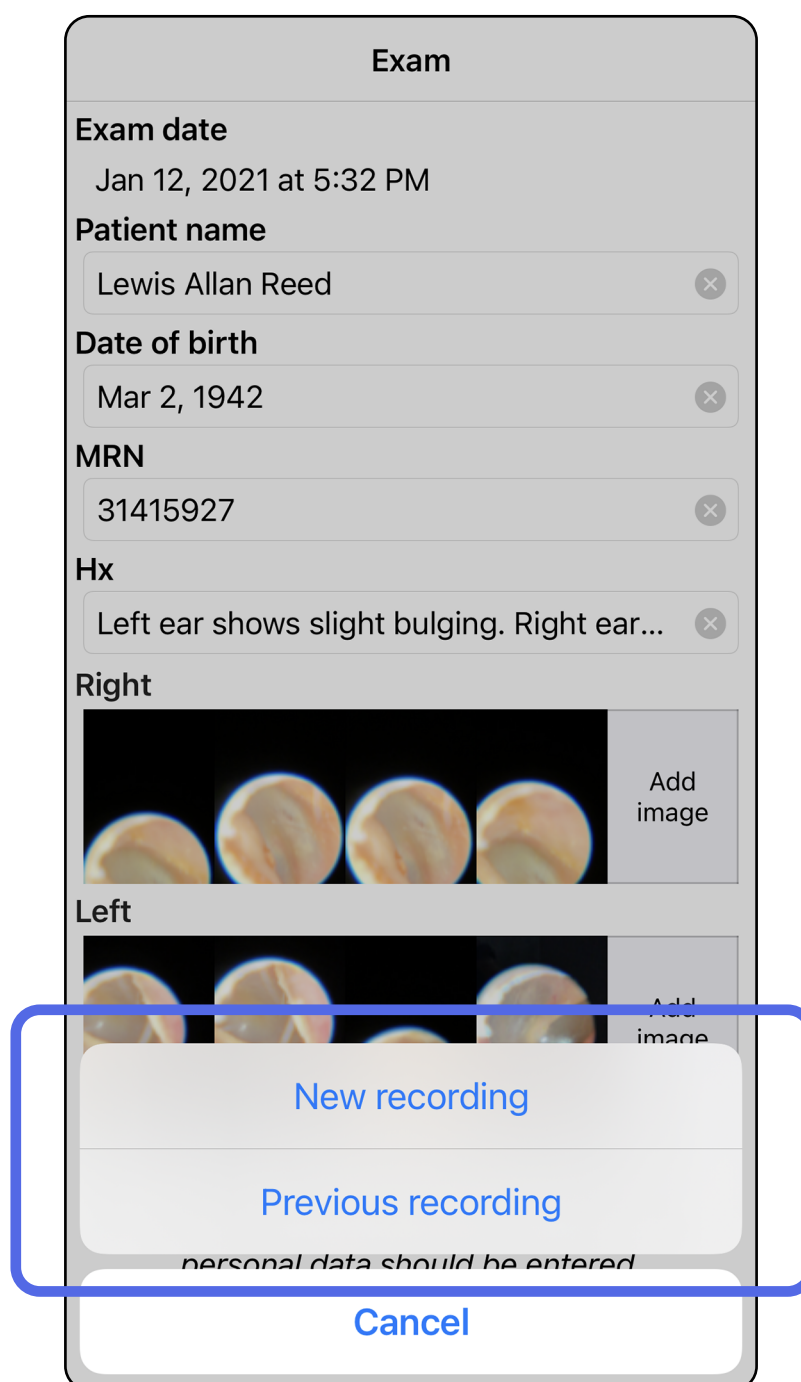 Exam
Exam date
Jan 12, 2021 at 5:32 PM
Patient name
Lewis Allan Reed
Date of birth
Mar 2, 1942
MRN
31415927
Hx
Left ear shows slight bulging. Right ear...
Right
Add
image
Left
Add
image
New recording
Previous recording
personal data should be entered
Cancel